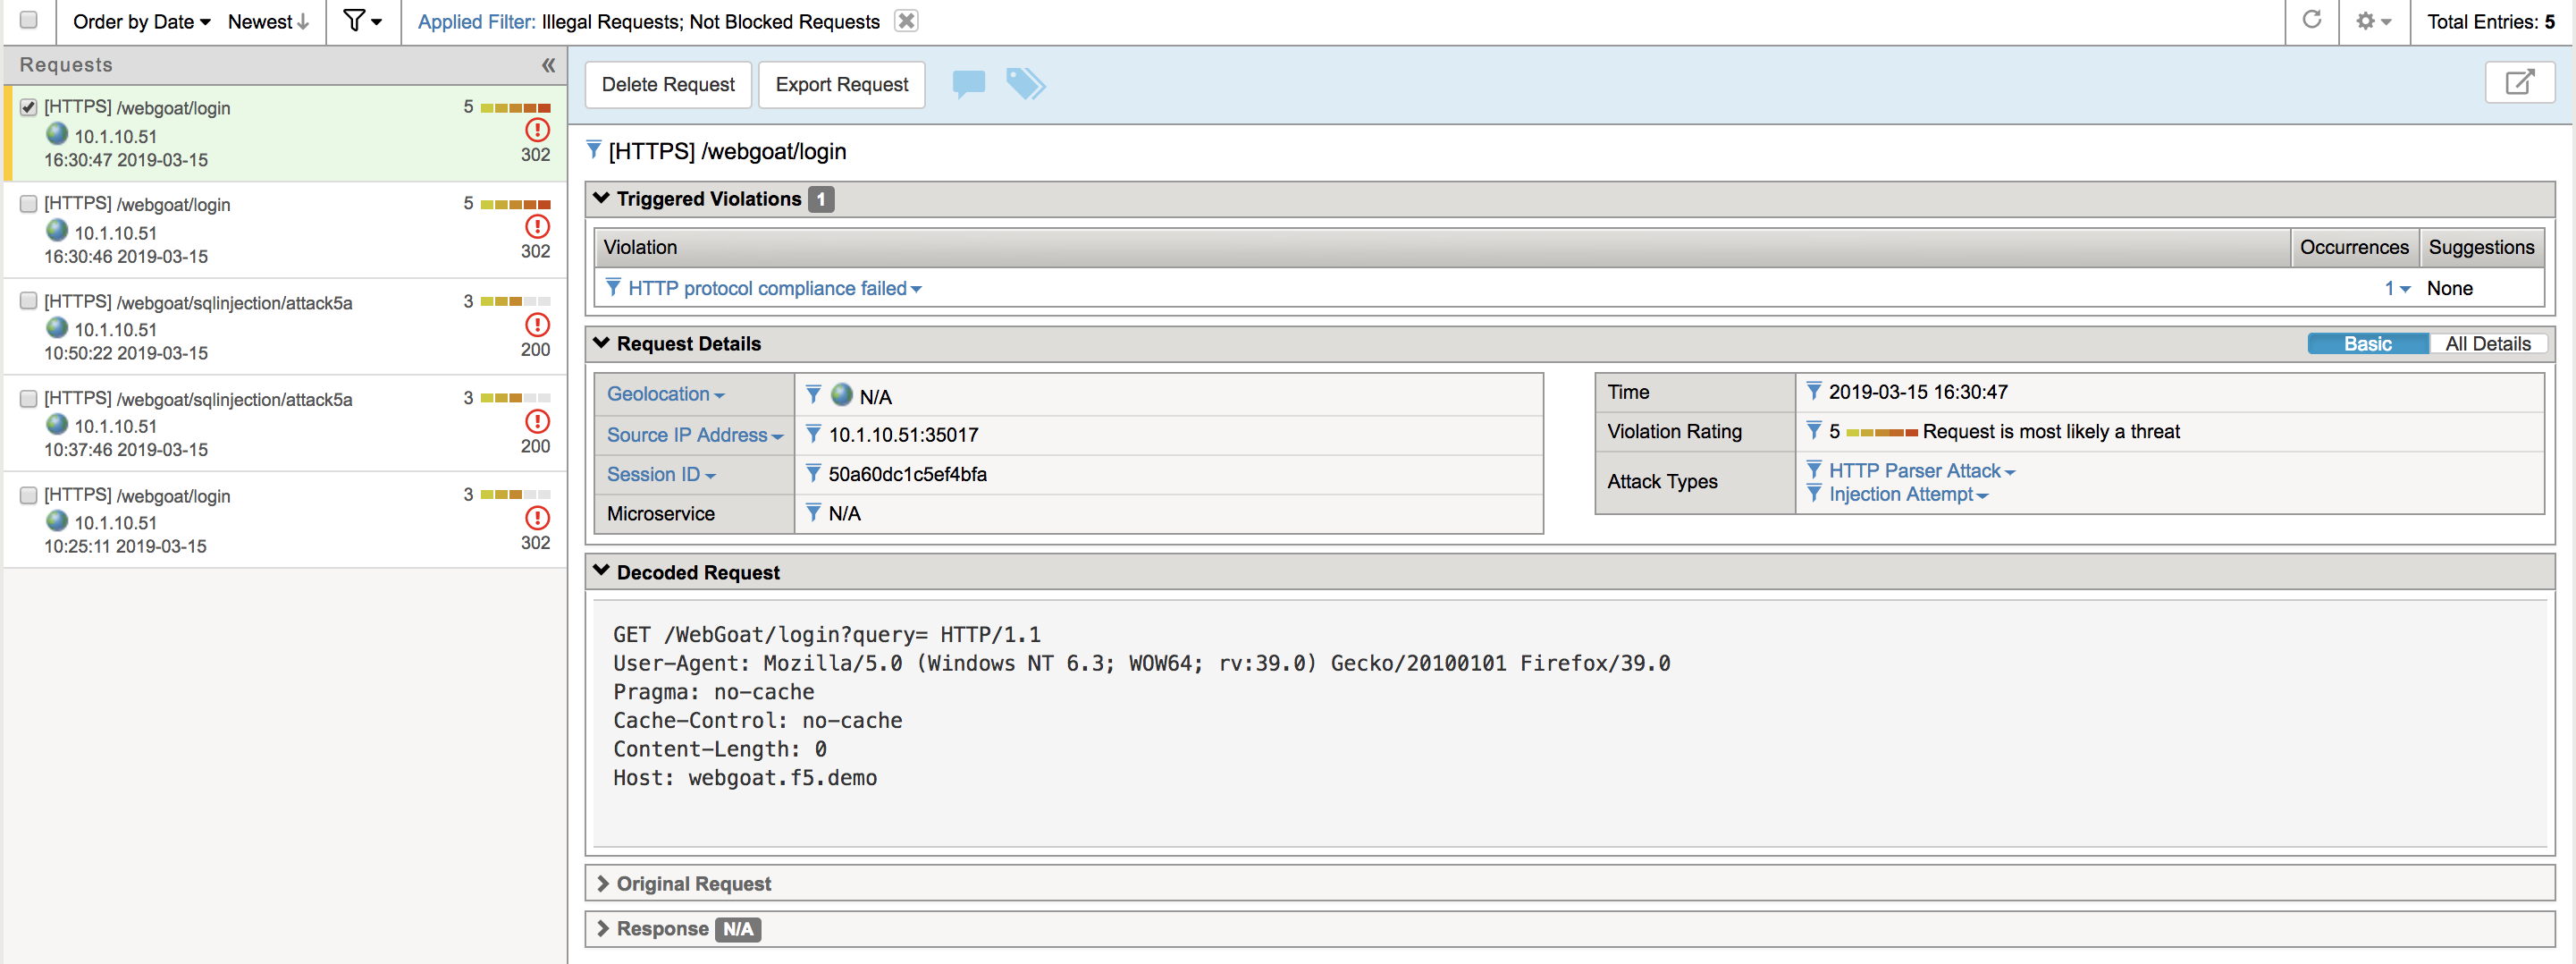 Order by Date Newest Applied Filter: Illegal Requests; Not Blocked Requests Total Entries: 5
Requests
[HTTPS] /webgoat/login 5
10.1.10.51
16:30:47 2019-03-15 302
[HTTPS] /webgoat/login 5
10.1.10.51
16:30:46 2019-03-15 302
[HTTPS] /webgoat/sqlinjection/attack5a 3
10.1.10.51
10:50:22 2019-03-15 200
[HTTPS] /webgoat/sqlinjection/attack5a 3
10.1.10.51
10:37:46 2019-03-15 200
[HTTPS] /webgoat/login 3
10.1.10.51
10:25:11 2019-03-15 302
Delete Request Export Request
[HTTPS] /webgoat/login
Triggered Violations 1
Violation Occurrences Suggestions
HTTP protocol compliance failed 1 None
Request Details Basic All Details
Geolocation N/A
Source IP Address 10.1.10.51:35017
Session ID 50a60dc1c5ef4bfa
Microservice N/A
Time 2019-03-15 16:30:47
Violation Rating 5 Request is most likely a threat
Attack Types HTTP Parser Attack
Injection Attempt
Decoded Request
GET /WebGoat/login?query= HTTP/1.1
User-Agent: Mozilla/5.0 (Windows NT 6.3; WOW64; rv:39.0) Gecko/20100101 Firefox/39.0
Pragma: no-cache
Cache-Control: no-cache
Content-Length: 0
Host: webgoat.f5.demo
Original Request
Response N/A